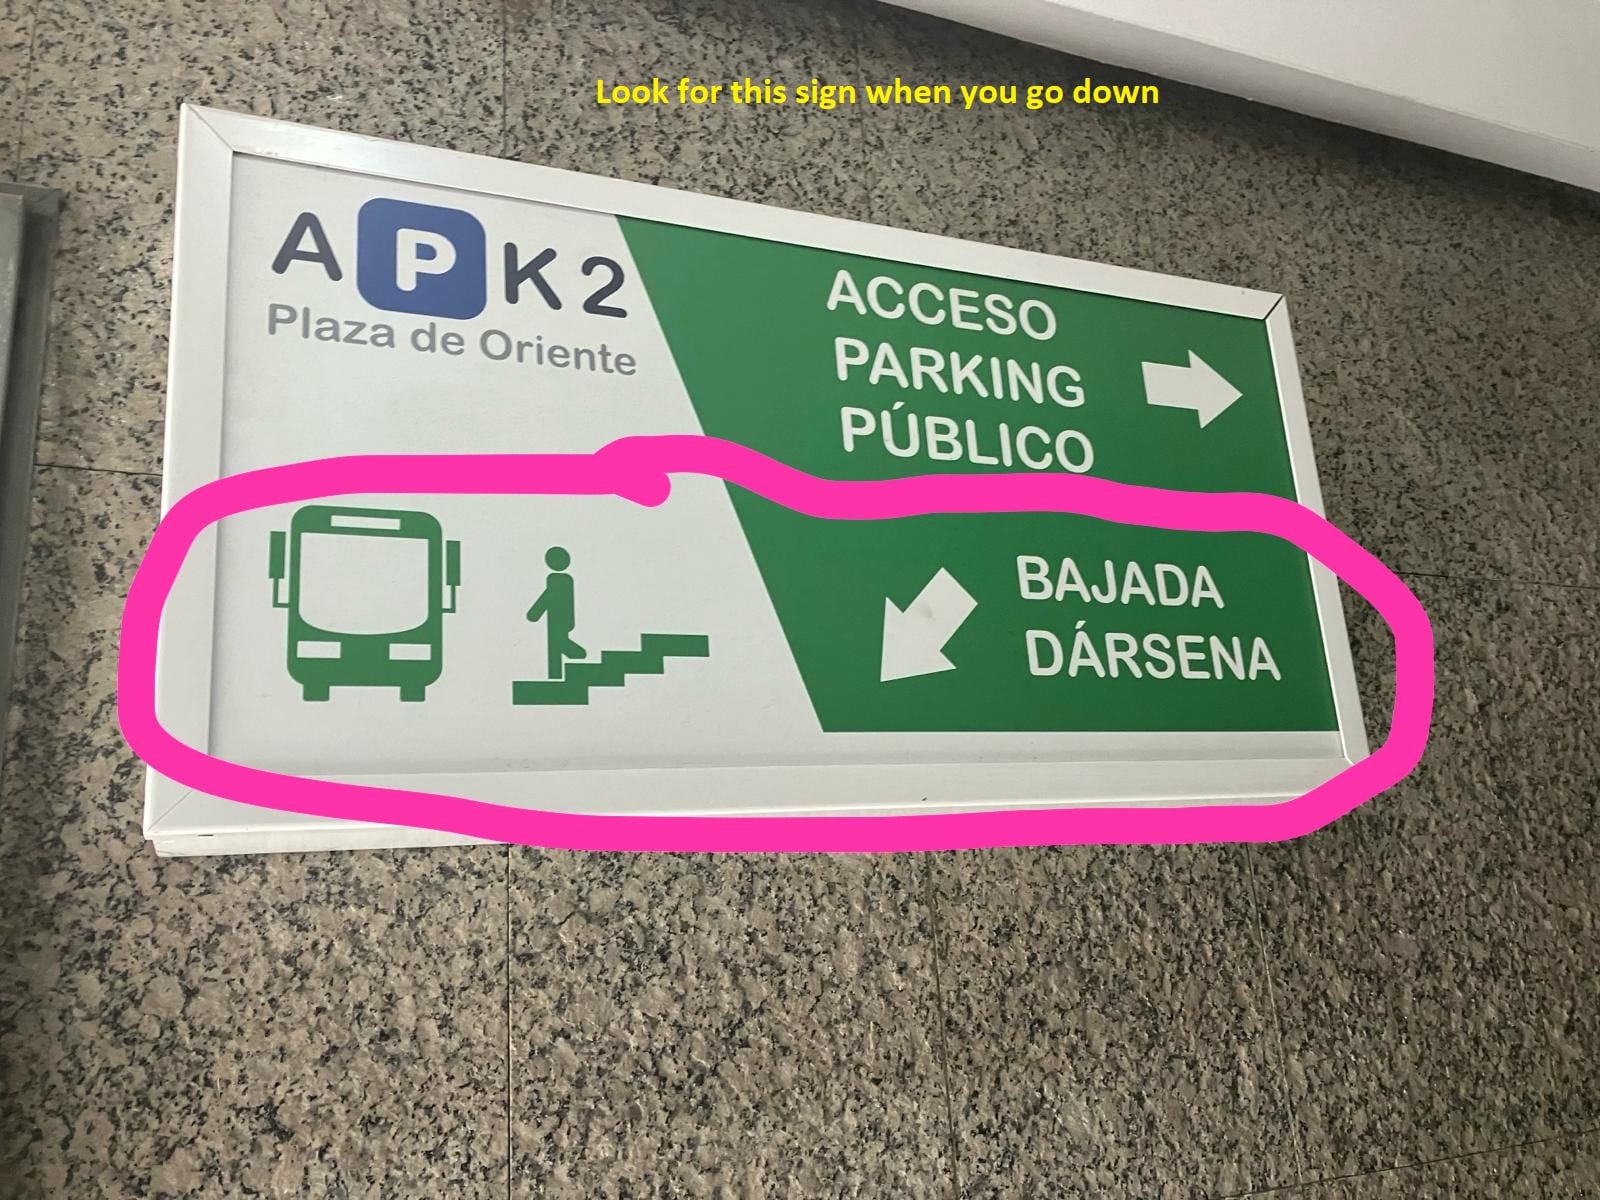 Look for this sign when you go down
APK2
Plaza de Oriente
ACCESO
PARKING
PÚBLICO
BAJADA
DÁRSENA